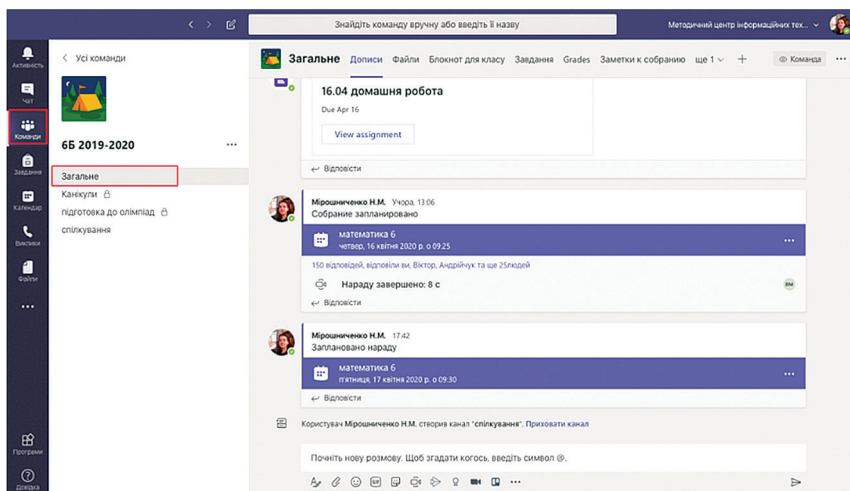 Знайдіть команду вручну або введіть її назву
Методичний центр інформаційних тех...
Активність
Чат
Команди
Завдання
Календар
Виклики
Файли
Програми
Довідка
Усі команди
6Б 2019-2020
Загальне
Канікули
підготовка до олімпіад
спілкування
Загальне Дописи Файли Блокнот для класу Завдання Grades Заметки к собранию ще 1 Команда
16.04 домашня робота
Due Apr 16
View assignment
Відповісти
Мірошниченко Н.М. Учора, 13:06
Собрание запланировано
математика 6
четвер, 16 квітня 2020 р. о 09:25
150 відповідей, відповіли ви, Віктор, Андрійчук та ще 25людей
Нараду завершено: 8 с
ВМ
Відповісти
Мірошниченко Н.М. 17:42
Заплановано нараду
математика 6
п'ятниця, 17 квітня 2020 р. о 09:30
Відповісти
Користувач Мірошниченко Н.М. створив канал "спілкування". Приховати канал
Почніть нову розмову. Щоб згадати когось, введіть символ @.
GIF